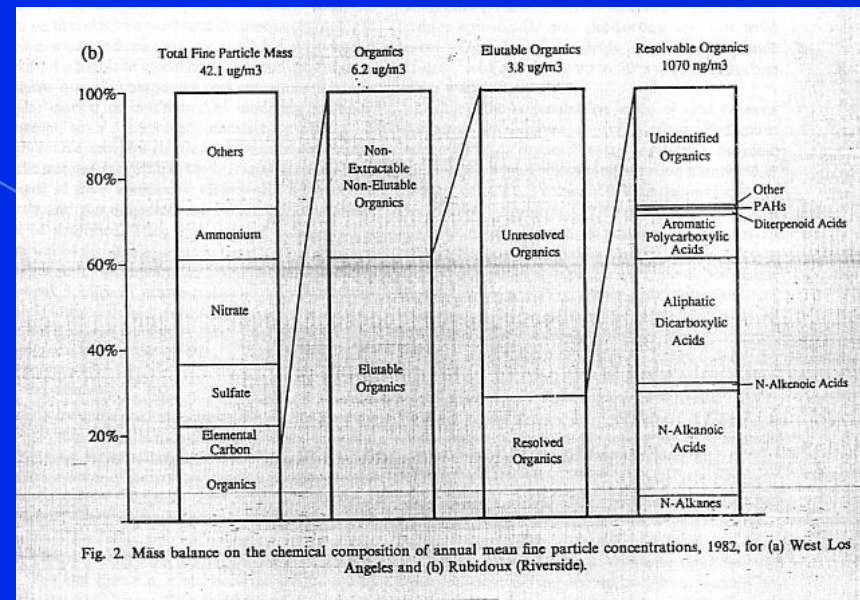 (b)
Total Fine Particle Mass
42.1 ug/m3
Organics
6.2 ug/m3
Elutable Organics
3.8 ug/m3
Resolvable Organics
1070 ng/m3
100%
80%
60%
40%
20%
Others
Ammonium
Nitrate
Sulfate
Elemental
Carbon
Organics
Non-
Extractable
Non-Elutable
Organics
Elutable
Organics
Unresolved
Organics
Resolved
Organics
Unidentified
Organics
Other
PAHs
Diterpenoid Acids
Aromatic
Polycarboxylic
Acids
Aliphatic
Dicarboxylic
Acids
N-Alkenoic Acids
N-Alkanoic
Acids
N-Alkanes
Fig. 2. Mass balance on the chemical composition of annual mean fine particle concentrations, 1982, for (a) West Los
Angeles and (b) Rubidoux (Riverside).